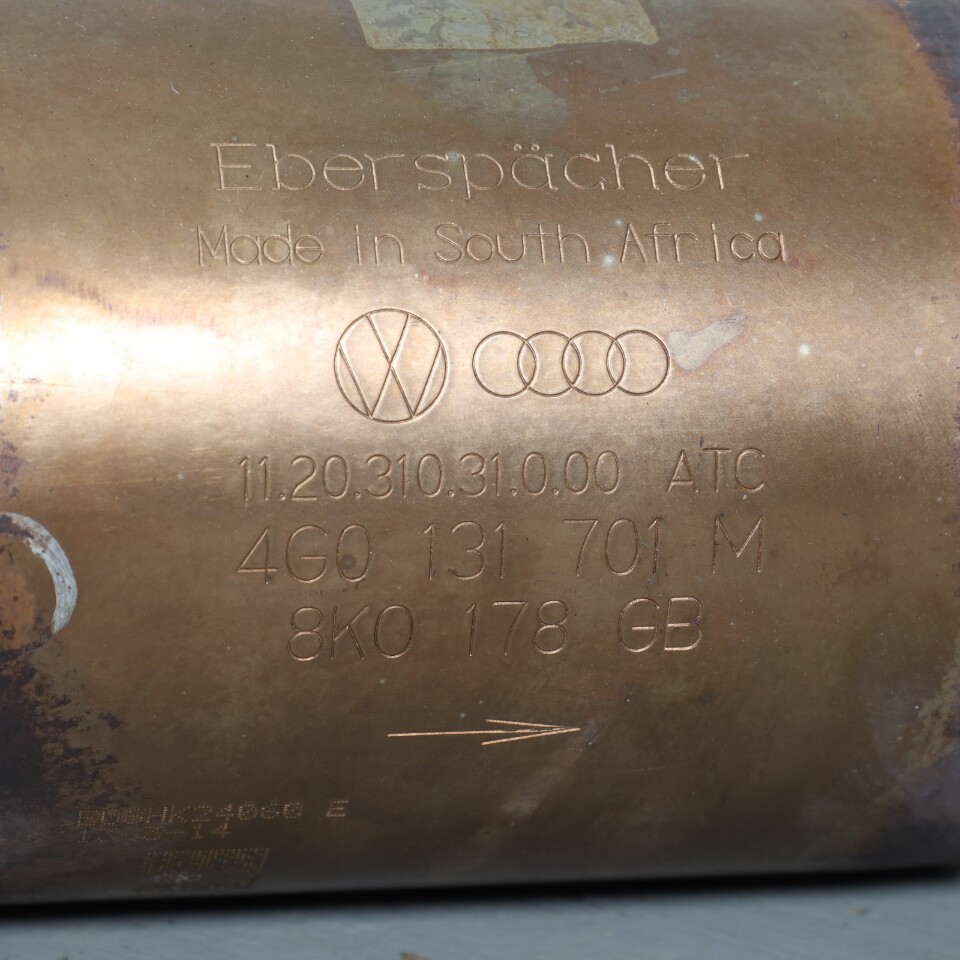 Eberspächer
Made in South Africa
11.20.310.31.0.00 ATC
4G0 131 701 M
8K0 178 GB